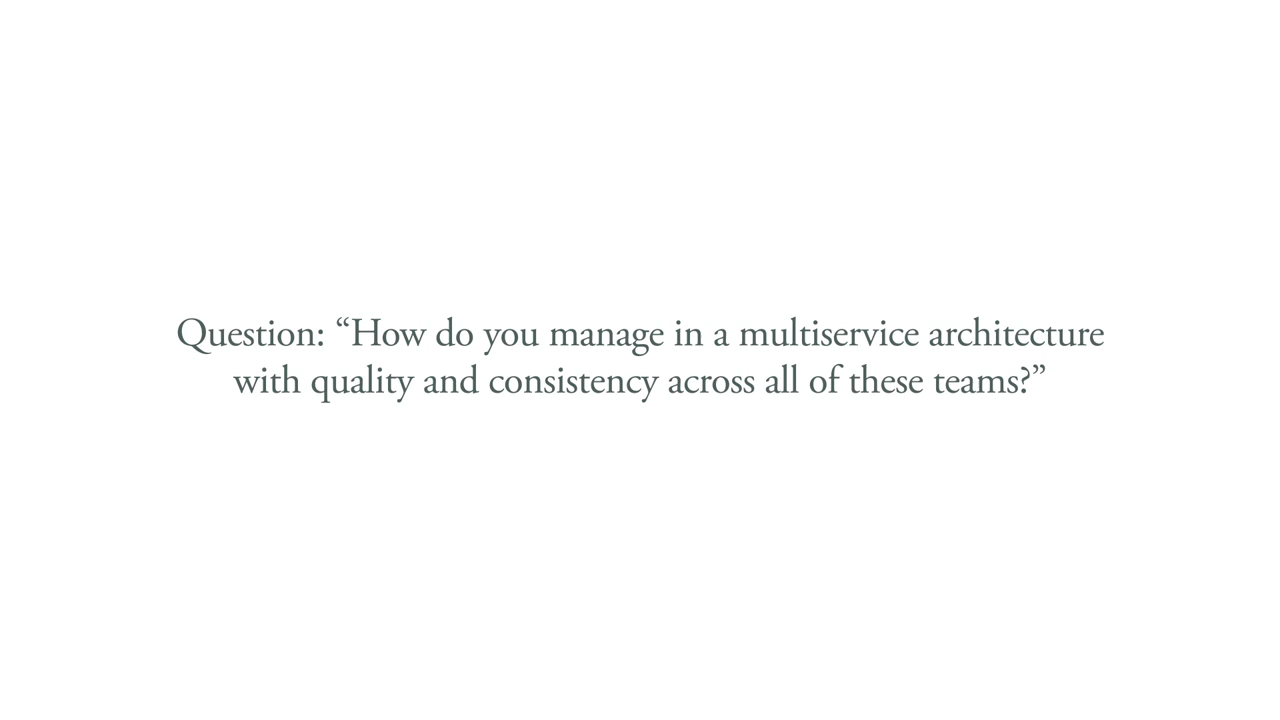 Question: “How do you manage in a multiservice architecture
with quality and consistency across all of these teams?”